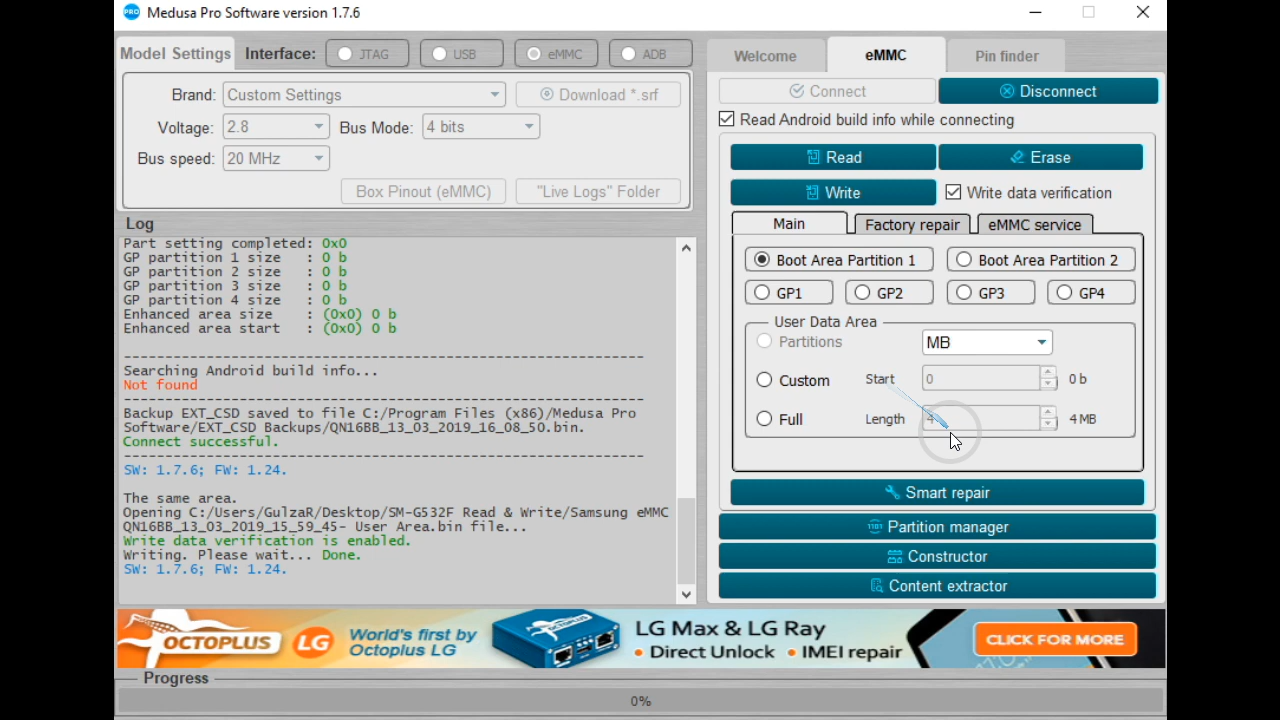 Medusa Pro Software version 1.7.6
Model Settings
Interface:
JTAG
USB
eMMC
ADB
Brand:
Custom Settings
Download *.srf
Voltage:
2.8
Bus Mode:
4 bits
Bus speed:
20 MHz
Box Pinout (eMMC)
"Live Logs" Folder
Log
Part setting completed: 0x0
GP partition 1 size : 0 b
GP partition 2 size : 0 b
GP partition 3 size : 0 b
GP partition 4 size : 0 b
Enhanced area size : (0x0) 0 b
Enhanced area start : (0x0) 0 b
Searching Android build info...
Not found
Backup EXT_CSD saved to file C:/Program Files (x86)/Medusa Pro
Software/EXT_CSD Backups/QN16BB_13_03_2019_16_08_50.bin.
Connect successful.
SW: 1.7.6; FW: 1.24.
The same area.
Opening C:/Users/GulzaR/Desktop/SM-G532F Read & Write/Samsung eMMC
QN16BB_13_03_2019_15_59_45- User Area.bin file...
Write data verification is enabled.
Writing. Please wait... Done.
SW: 1.7.6; FW: 1.24.
Welcome
eMMC
Pin finder
Connect
Disconnect
Read Android build info while connecting
Read
Erase
Write
Write data verification
Main
Factory repair
eMMC service
Boot Area Partition 1
Boot Area Partition 2
GP1
GP2
GP3
GP4
User Data Area
Partitions
MB
Custom
Start
0
0 b
Full
Length
4
4 MB
Smart repair
Partition manager
Constructor
Content extractor
OCTOPLUS LG
World's first by
Octoplus LG
LG Max & LG Ray
• Direct Unlock • IMEI repair
CLICK FOR MORE
Progress
0%